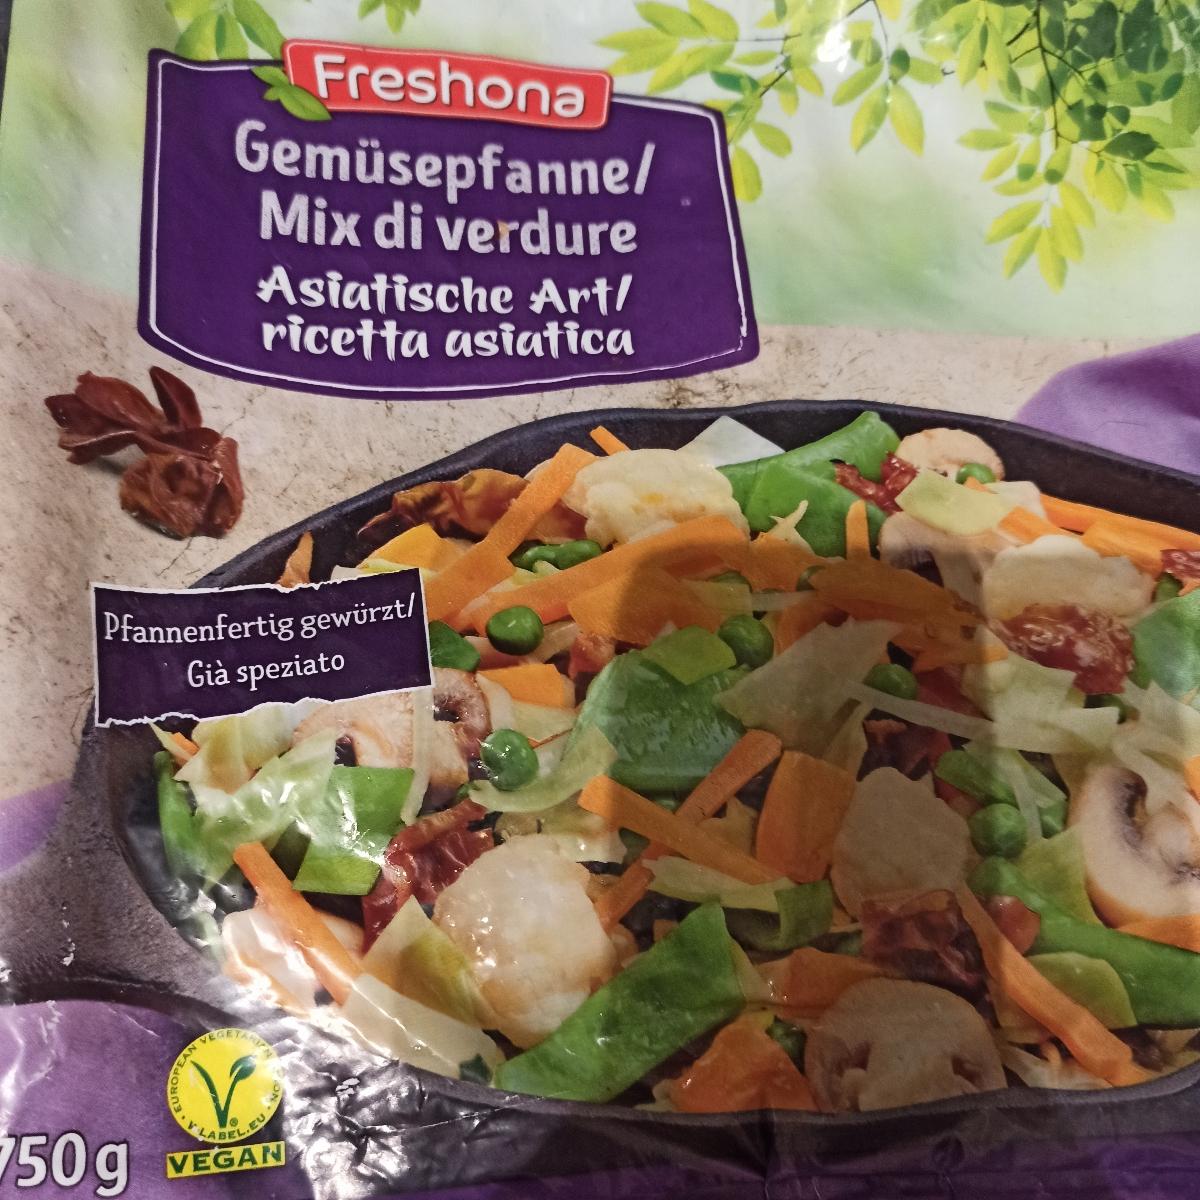 Freshona
Gemüsepfanne/
Mix di verdure
Asiatische Art/
ricetta asiatica
Pfannenfertig gewürzt/
Già speziato
EUROPEAN VEGETARIAN
V-LABEL.EU
VEGAN
750g